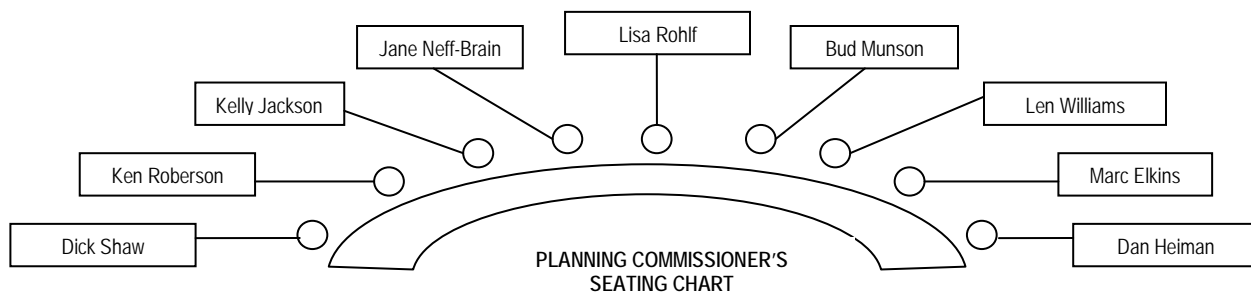 Lisa Rohlf
Jane Neff-Brain
Bud Munson
Kelly Jackson
Len Williams
Ken Roberson
Marc Elkins
Dick Shaw
Dan Heiman
PLANNING COMMISSIONER'S
SEATING CHART